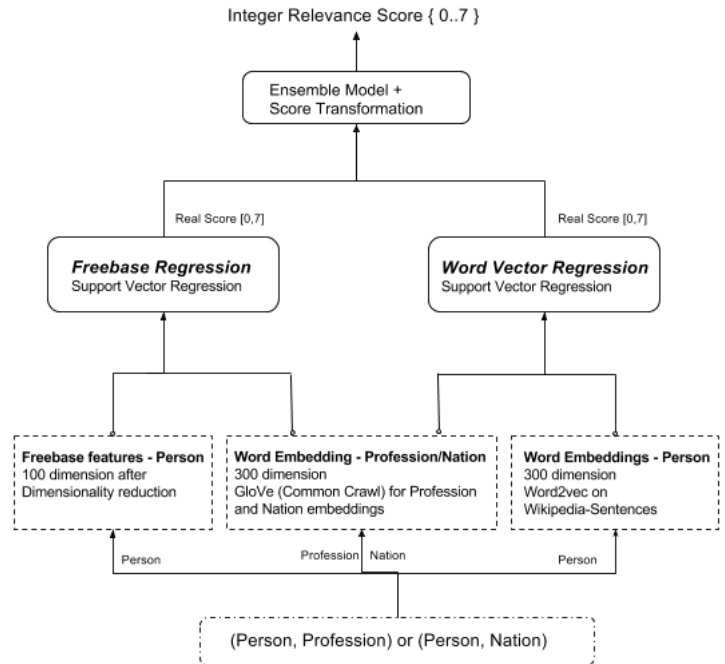 Integer Relevance Score { 0..7 }
Ensemble Model +
Score Transformation
Real Score [0,7]
Real Score [0,7]
Freebase Regression
Support Vector Regression
Word Vector Regression
Support Vector Regression
Freebase features - Person
100 dimension after
Dimensionality reduction
Word Embedding - Profession/Nation
300 dimension
GloVe (Common Crawl) for Profession
and Nation embeddings
Word Embeddings - Person
300 dimension
Word2vec on
Wikipedia-Sentences
Person
Profession
Nation
Person
(Person, Profession) or (Person, Nation)